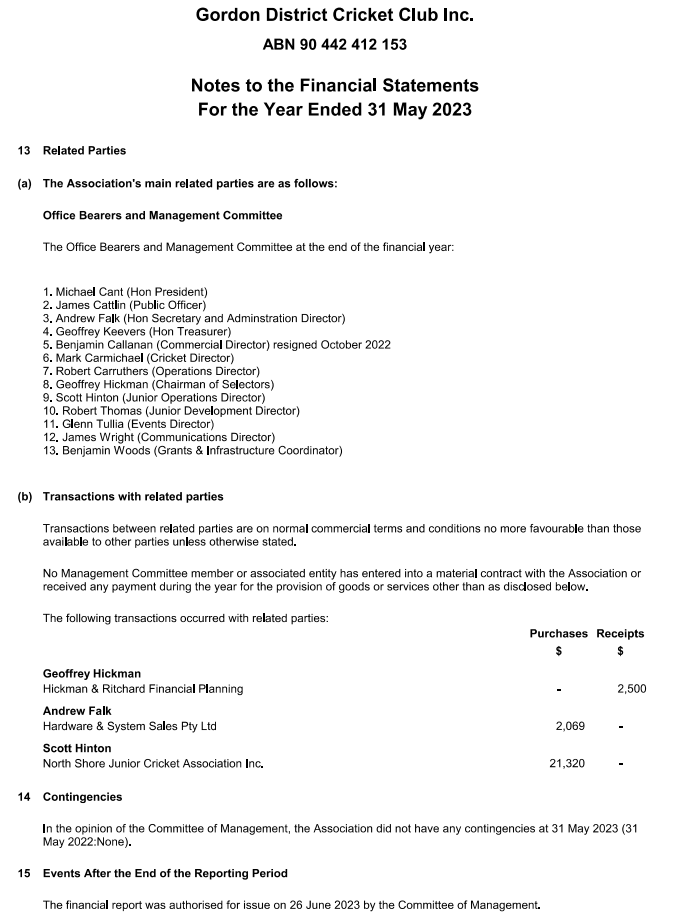 Gordon District Cricket Club Inc.
ABN 90 442 412 153
Notes to the Financial Statements
For the Year Ended 31 May 2023
13 Related Parties
(a) The Association's main related parties are as follows:
Office Bearers and Management Committee
The Office Bearers and Management Committee at the end of the financial year:
1. Michael Cant (Hon President)
2. James Cattlin (Public Officer)
3. Andrew Falk (Hon Secretary and Adminstration Director)
4. Geoffrey Keevers (Hon Treasurer)
5. Benjamin Callanan (Commercial Director) resigned October 2022
6. Mark Carmichael (Cricket Director)
7. Robert Carruthers (Operations Director)
8. Geoffrey Hickman (Chairman of Selectors)
9. Scott Hinton (Junior Operations Director)
10. Robert Thomas (Junior Development Director)
11. Glenn Tullia (Events Director)
12. James Wright (Communications Director)
13. Benjamin Woods (Grants & Infrastructure Coordinator)
(b) Transactions with related parties
Transactions between related parties are on normal commercial terms and conditions no more favourable than those
available to other parties unless otherwise stated.
No Management Committee member or associated entity has entered into a material contract with the Association or
received any payment during the year for the provision of goods or services other than as disclosed below.
The following transactions occurred with related parties:
Purchases Receipts
$ $
Geoffrey Hickman
Hickman & Ritchard Financial Planning - 2,500
Andrew Falk
Hardware & System Sales Pty Ltd 2,069 -
Scott Hinton
North Shore Junior Cricket Association Inc. 21,320 -
14 Contingencies
In the opinion of the Committee of Management, the Association did not have any contingencies at 31 May 2023 (31
May 2022:None).
15 Events After the End of the Reporting Period
The financial report was authorised for issue on 26 June 2023 by the Committee of Management.